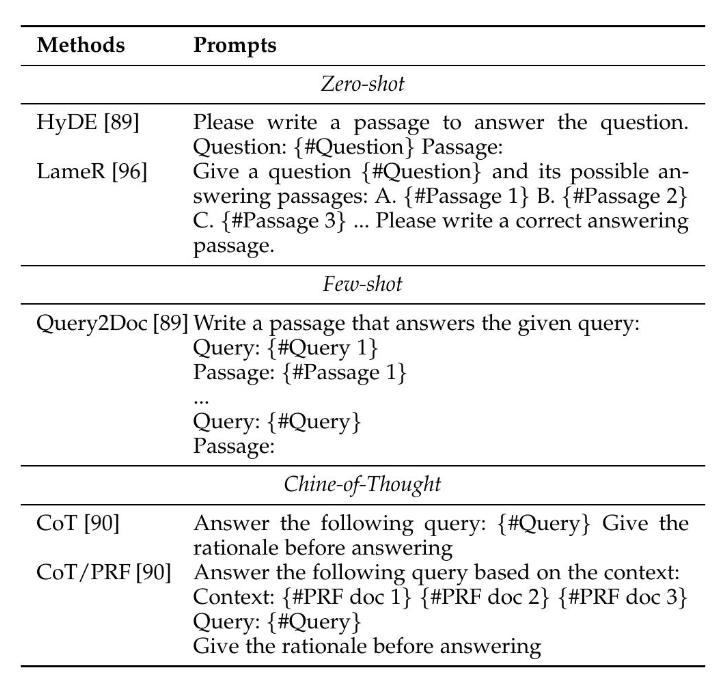 Methods Prompts
Zero-shot
HyDE [89] Please write a passage to answer the question.
Question: {#Question} Passage:
LameR [96] Give a question {#Question} and its possible an-
swering passages: A. {#Passage 1} B. {#Passage 2}
C. {#Passage 3} ... Please write a correct answering
passage.
Few-shot
Query2Doc [89] Write a passage that answers the given query:
Query: {#Query 1}
Passage: {#Passage 1}
...
Query: {#Query}
Passage:
Chine-of-Thought
CoT [90] Answer the following query: {#Query} Give the
rationale before answering
CoT/PRF [90] Answer the following query based on the context:
Context: {#PRF doc 1} {#PRF doc 2} {#PRF doc 3}
Query: {#Query}
Give the rationale before answering